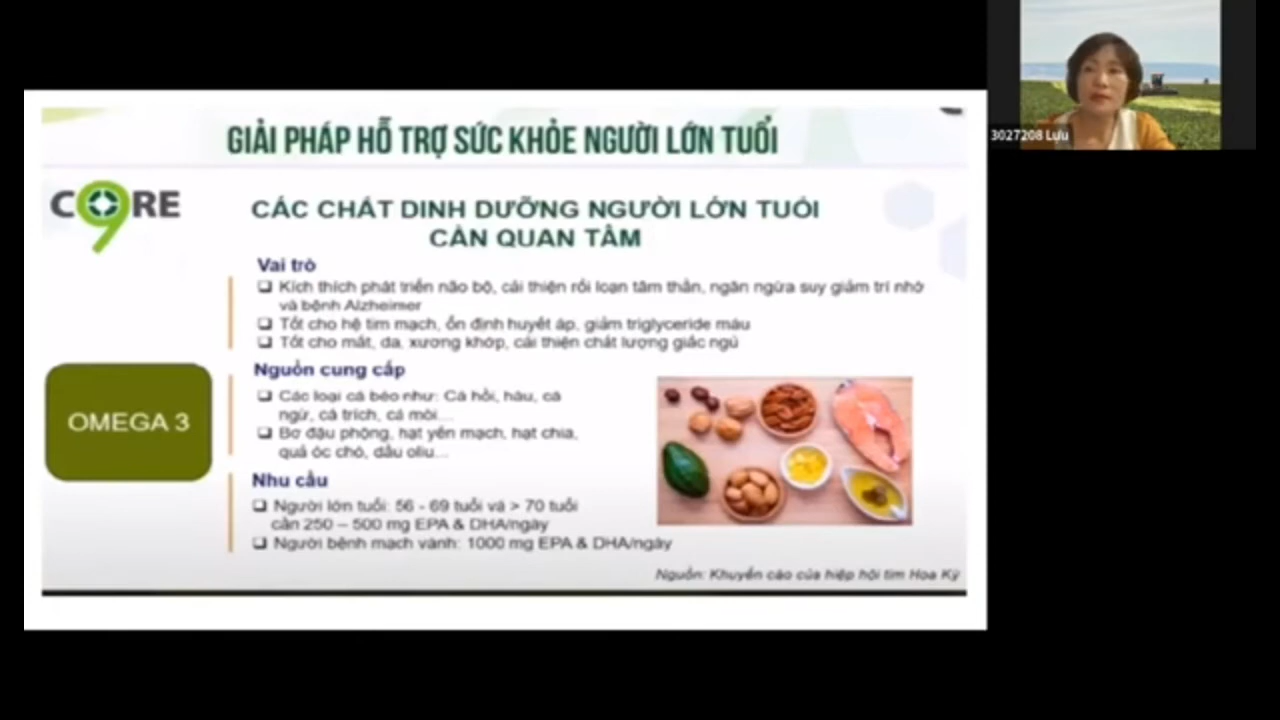 GIẢI PHÁP HỖ TRỢ SỨC KHỎE NGƯỜI LỚN TUỔI
CORE 9
CÁC CHẤT DINH DƯỠNG NGƯỜI LỚN TUỔI
CẦN QUAN TÂM
Vai trò
❑ Kích thích phát triển não bộ, cải thiện rối loạn tâm thần, ngăn ngừa suy giảm trí nhớ
và bệnh Alzheimer
❑ Tốt cho hệ tim mạch, ổn định huyết áp, giảm triglyceride máu
❑ Tốt cho mắt, da, xương khớp, cải thiện chất lượng giấc ngủ
OMEGA 3
Nguồn cung cấp
❑ Các loại cá béo như: Cá hồi, hàu, cá
ngừ, cá trích, cá mòi...
❑ Bơ đậu phộng, hạt yến mạch, hạt chia,
quả óc chó, dầu oliu...
Nhu cầu
❑ Người lớn tuổi: 56 - 69 tuổi và > 70 tuổi
cần 250 – 500 mg EPA & DHA/ngày
❑ Người bệnh mạch vành: 1000 mg EPA & DHA/ngày
Nguồn: Khuyến cáo của hiệp hội tim Hoa Kỳ
3027208 Lưu